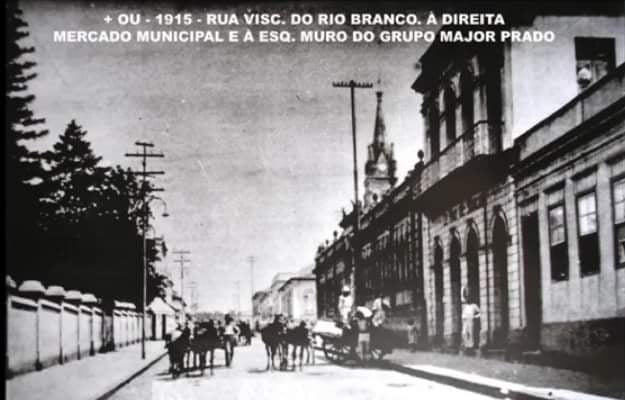 + OU - 1915 - RUA VISC. DO RIO BRANCO. À DIREITA
MERCADO MUNICIPAL E À ESQ. MURO DO GRUPO MAJOR PRADO